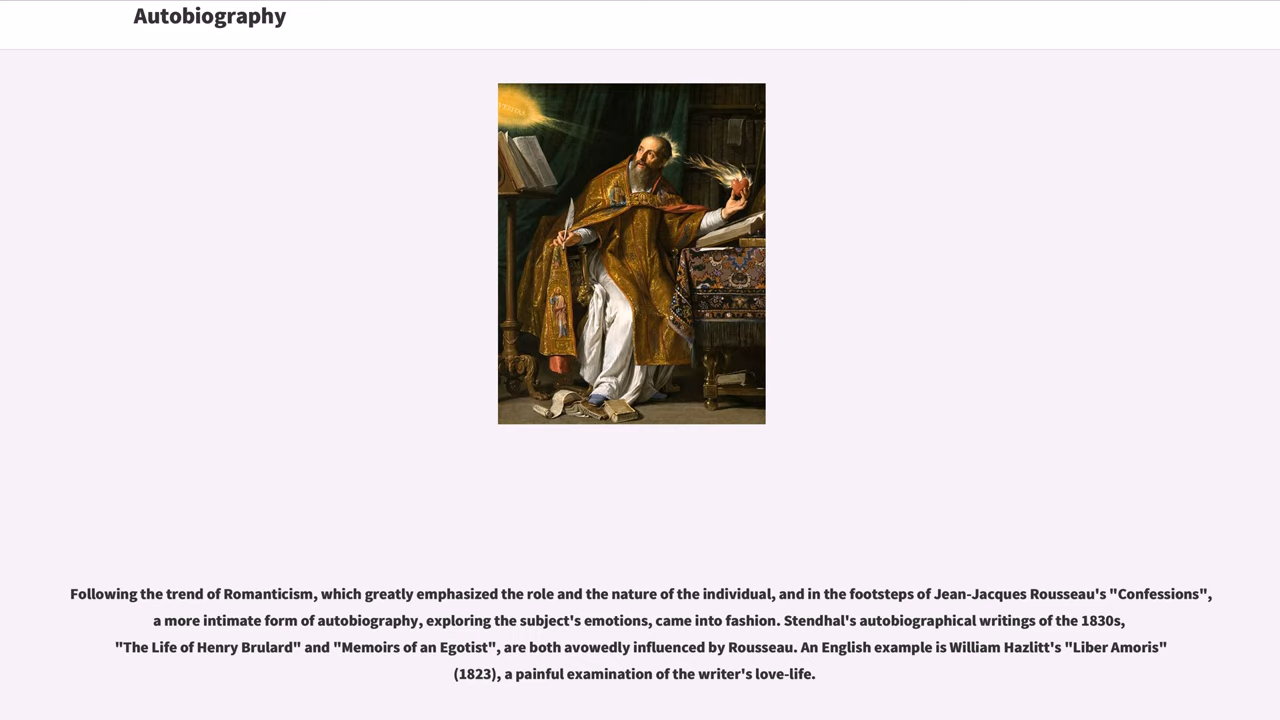 Autobiography
Following the trend of Romanticism, which greatly emphasized the role and the nature of the individual, and in the footsteps of Jean-Jacques Rousseau's "Confessions",
a more intimate form of autobiography, exploring the subject's emotions, came into fashion. Stendhal's autobiographical writings of the 1830s,
"The Life of Henry Brulard" and "Memoirs of an Egotist", are both avowedly influenced by Rousseau. An English example is William Hazlitt's "Liber Amoris"
(1823), a painful examination of the writer's love-life.